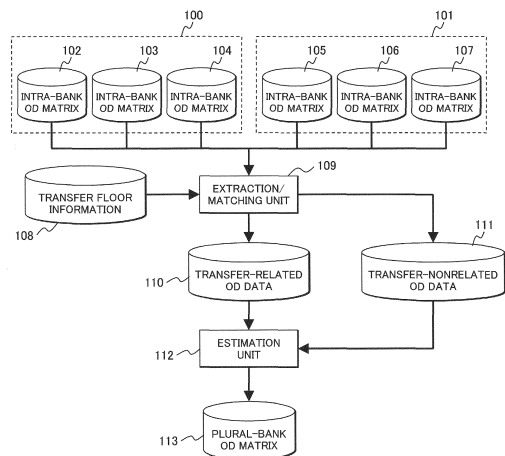 100
101
102
103
104
105
106
107
INTRA-BANK
OD MATRIX
INTRA-BANK
OD MATRIX
INTRA-BANK
OD MATRIX
INTRA-BANK
OD MATRIX
INTRA-BANK
OD MATRIX
INTRA-BANK
OD MATRIX
109
TRANSFER FLOOR
INFORMATION
108
EXTRACTION/
MATCHING UNIT
111
110
TRANSFER-RELATED
OD DATA
TRANSFER-NONRELATED
OD DATA
112
ESTIMATION
UNIT
113
PLURAL-BANK
OD MATRIX